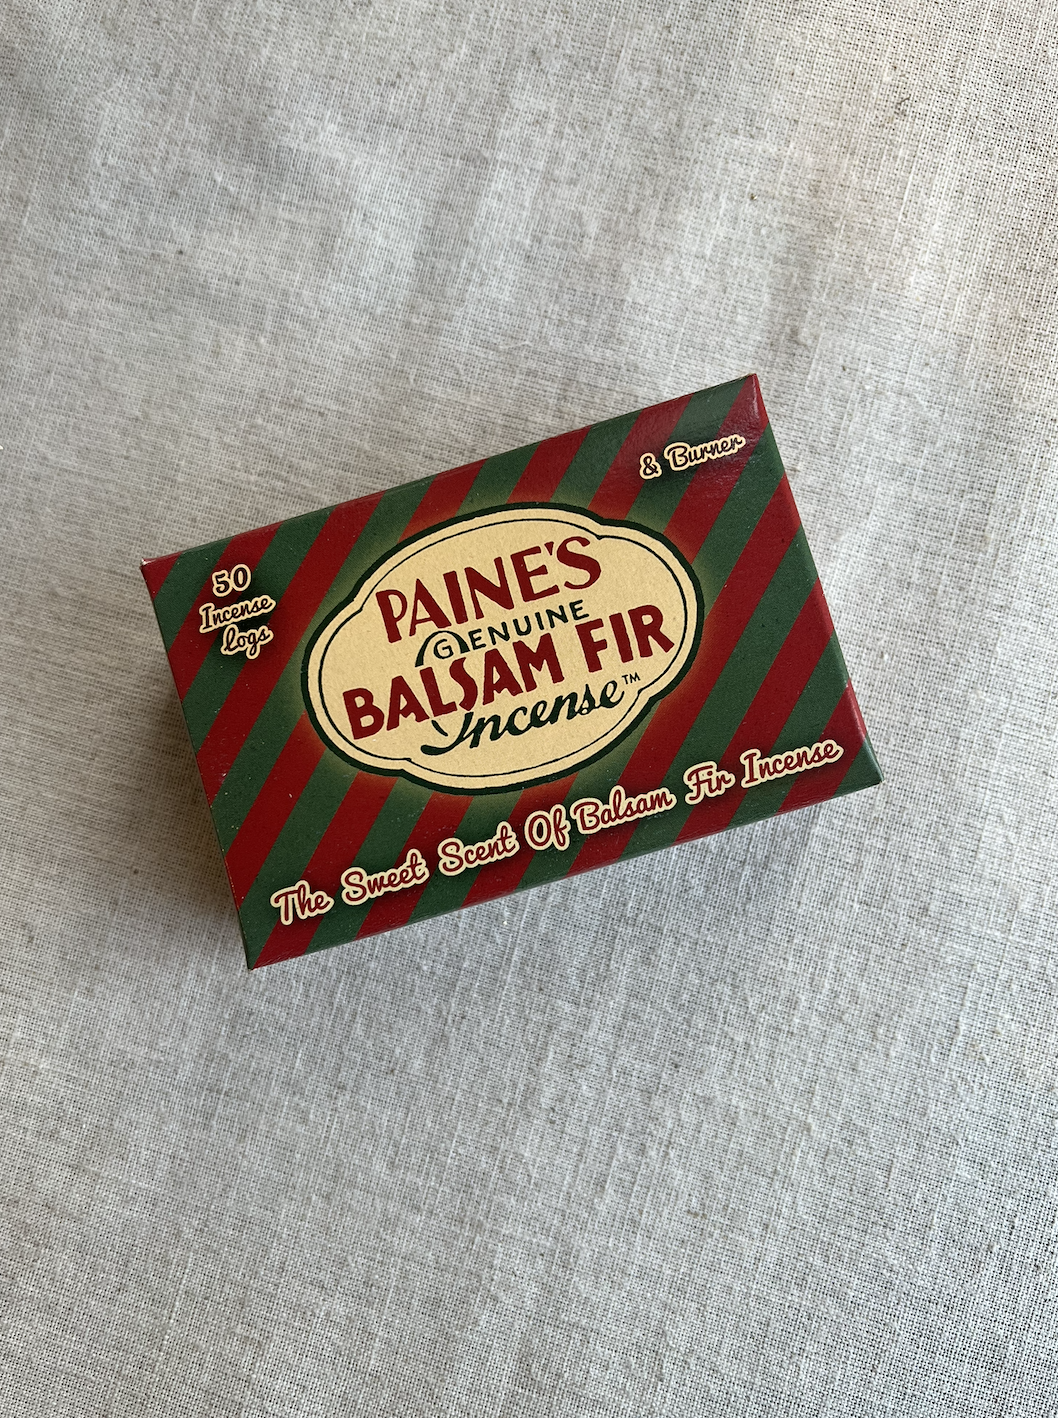 50
Incense
Logs
& Burner
PAINE'S
GENUINE
BALSAM FIR
Incense™
The Sweet Scent Of Balsam Fir Incense